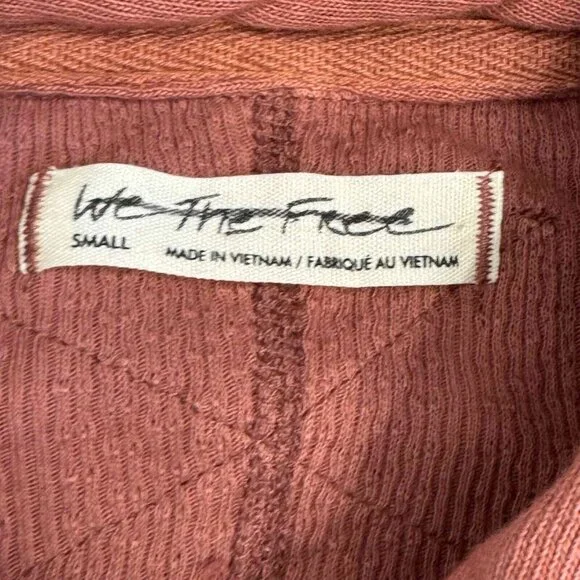 We The Free
SMALL
MADE IN VIETNAM / FABRIQUÉ AU VIETNAM